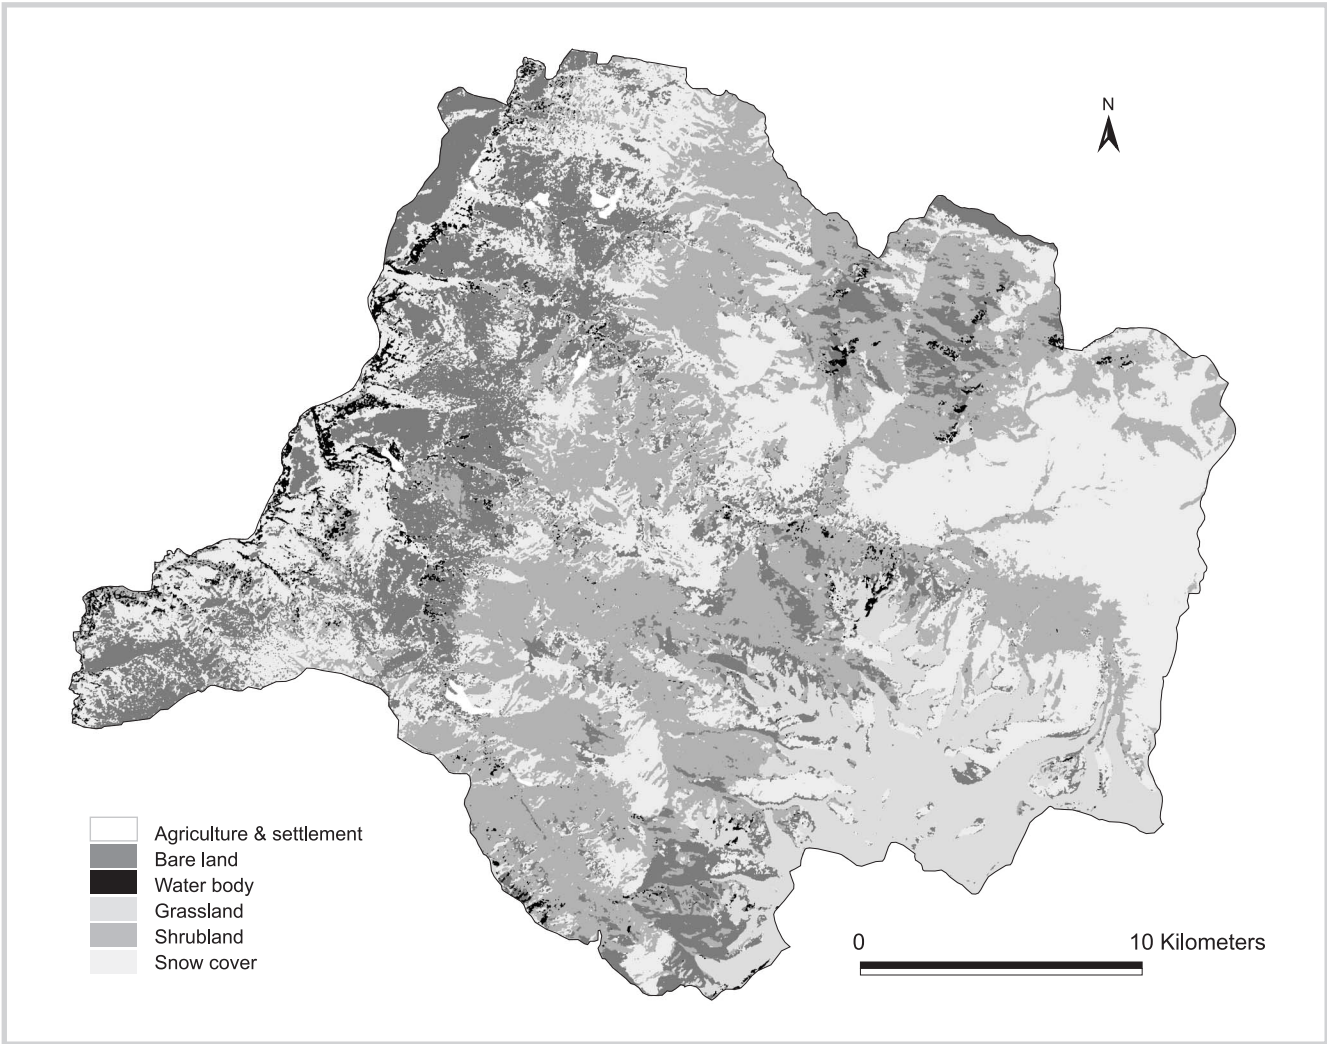 N
Agriculture & settlement
Bare land
Water body
Grassland
Shrubland
Snow cover
0 10 Kilometers